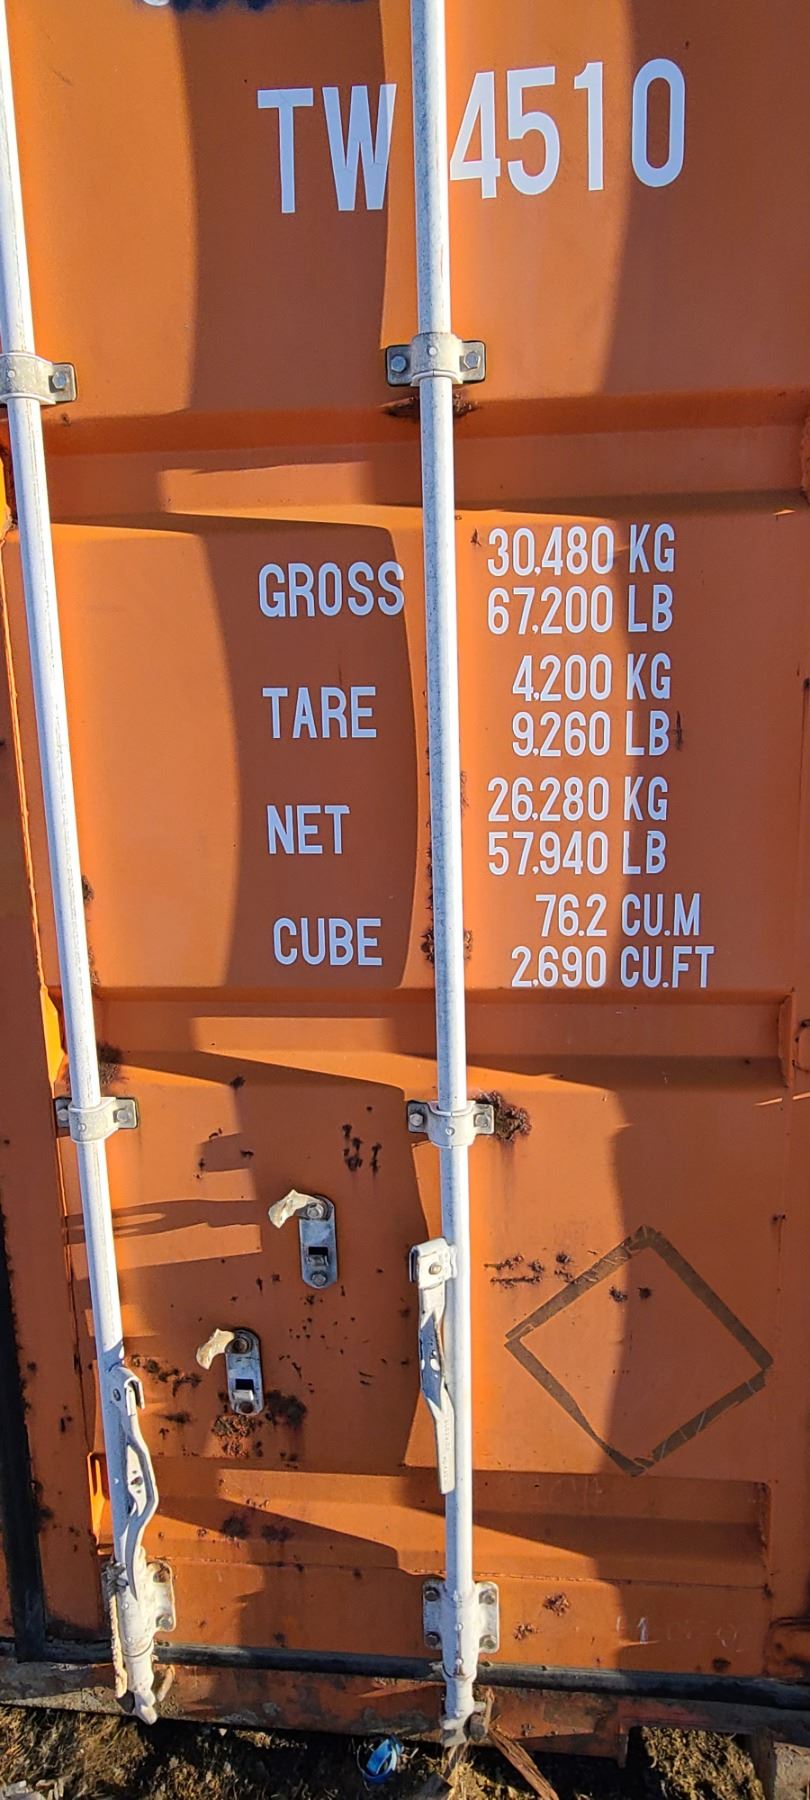 TW 4510
GROSS 30,480 KG
67,200 LB
TARE 4,200 KG
9,260 LB
NET 26,280 KG
57,940 LB
CUBE 76.2 CU.M
2,690 CU.FT